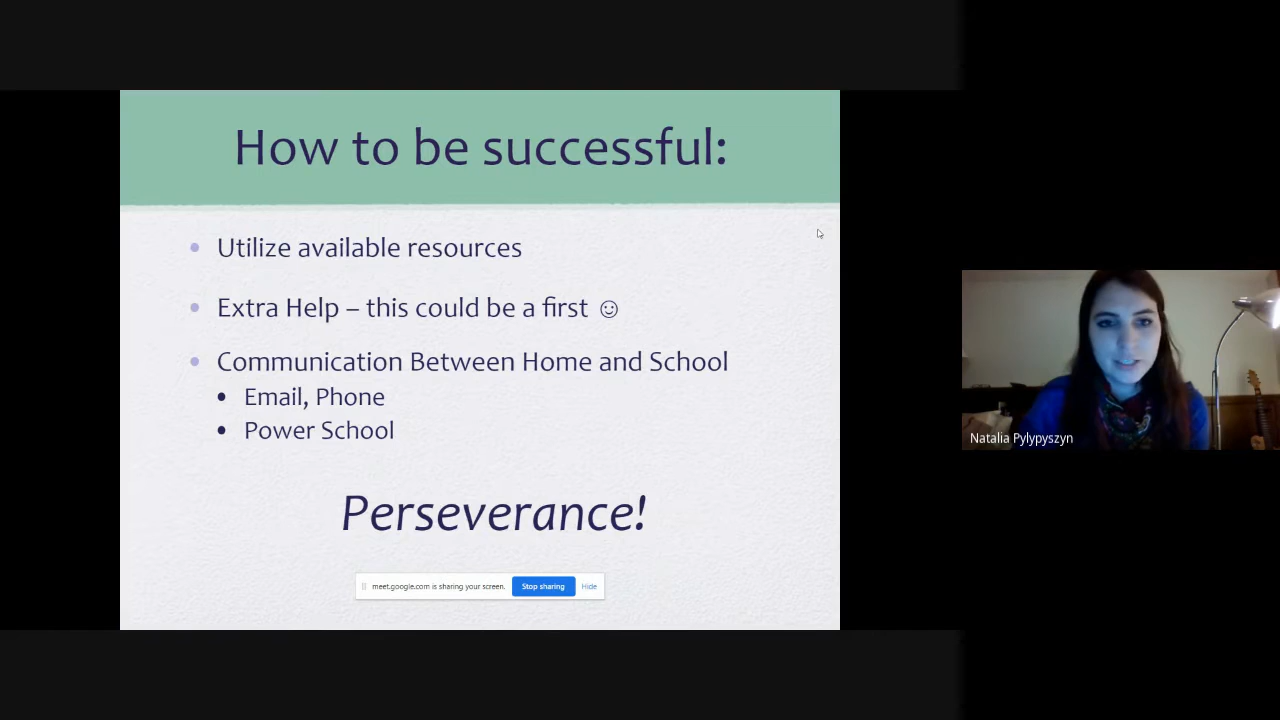 How to be successful:
Utilize available resources
Extra Help – this could be a first ☺
Communication Between Home and School
Email, Phone
Power School
Perseverance!
meet.google.com is sharing your screen. Stop sharing Hide
Natalia Pylypyszyn